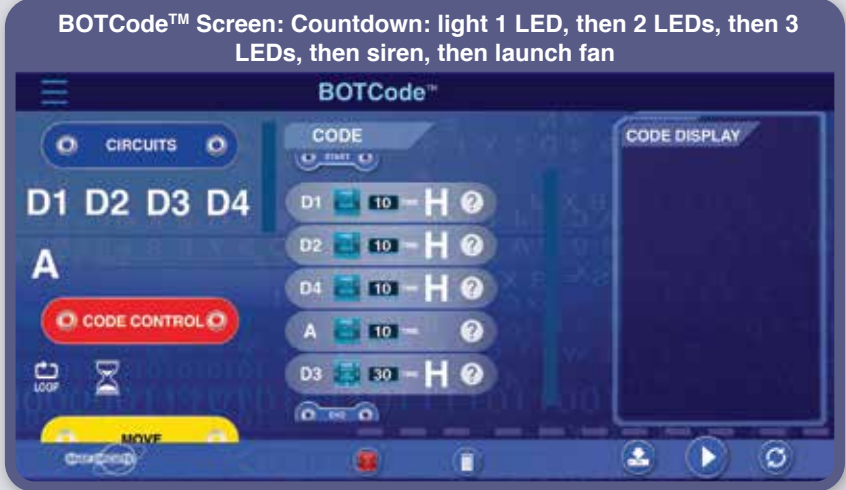 BOTCode™ Screen: Countdown: light 1 LED, then 2 LEDs, then 3
LEDs, then siren, then launch fan
BOTCode™
CIRCUITS
D1 D2 D3 D4
A
CODE CONTROL
LOOP
MOVE
CODE
START
D1 10 H ?
D2 10 H ?
D4 10 H ?
A 10 ?
D3 30 H ?
END
CODE DISPLAY